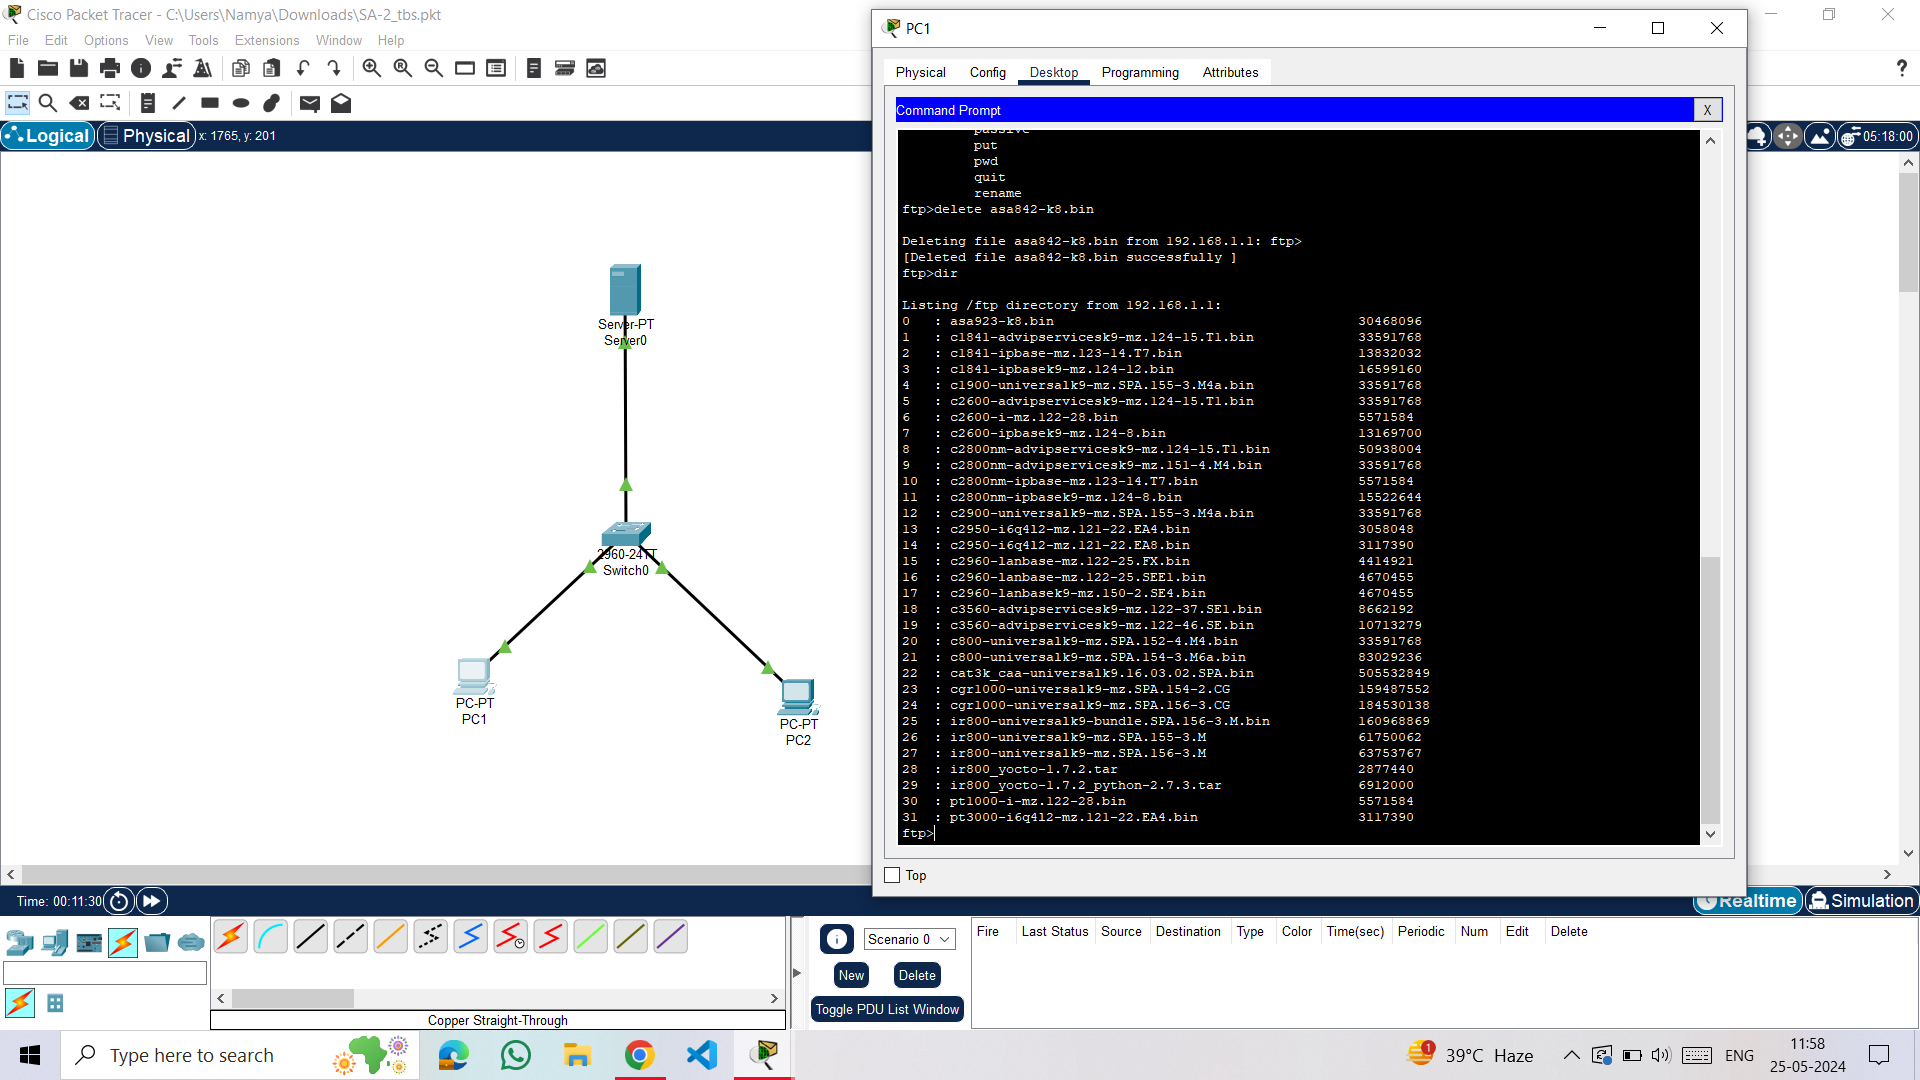 Cisco Packet Tracer - C:\Users\Namya\Downloads\SA-2_tbs.pkt
File Edit Options View Tools Extensions Window Help
Logical Physical x: 1765, y: 201
05:18:00
Server-PT
Server0
2960-24TT
Switch0
PC-PT
PC1
PC-PT
PC2
PC1
Physical Config Desktop Programming Attributes
Command Prompt X
passive
put
pwd
quit
rename
ftp>delete asa842-k8.bin
Deleting file asa842-k8.bin from 192.168.1.1: ftp>
[Deleted file asa842-k8.bin successfully ]
ftp>dir
Listing /ftp directory from 192.168.1.1:
0 : asa923-k8.bin 30468096
1 : c1841-advipservicesk9-mz.124-15.T1.bin 33591768
2 : c1841-ipbase-mz.123-14.T7.bin 13832032
3 : c1841-ipbasek9-mz.124-12.bin 16599160
4 : c1900-universalk9-mz.SPA.155-3.M4a.bin 33591768
5 : c2600-advipservicesk9-mz.124-15.T1.bin 33591768
6 : c2600-i-mz.122-28.bin 5571584
7 : c2600-ipbasek9-mz.124-8.bin 13169700
8 : c2800nm-advipservicesk9-mz.124-15.T1.bin 50938004
9 : c2800nm-advipservicesk9-mz.151-4.M4.bin 33591768
10 : c2800nm-ipbase-mz.123-14.T7.bin 5571584
11 : c2800nm-ipbasek9-mz.124-8.bin 15522644
12 : c2900-universalk9-mz.SPA.155-3.M4a.bin 33591768
13 : c2950-i6q4l2-mz.121-22.EA4.bin 3058048
14 : c2950-i6q4l2-mz.121-22.EA8.bin 3117390
15 : c2960-lanbase-mz.122-25.FX.bin 4414921
16 : c2960-lanbase-mz.122-25.SEE1.bin 4670455
17 : c2960-lanbasek9-mz.150-2.SE4.bin 4670455
18 : c3560-advipservicesk9-mz.122-37.SE1.bin 8662192
19 : c3560-advipservicesk9-mz.122-46.SE.bin 10713279
20 : c800-universalk9-mz.SPA.152-4.M4.bin 33591768
21 : c800-universalk9-mz.SPA.154-3.M6a.bin 83029236
22 : cat3k_caa-universalk9.16.03.02.SPA.bin 505532849
23 : cgr1000-universalk9-mz.SPA.154-2.CG 159487552
24 : cgr1000-universalk9-mz.SPA.156-3.CG 184530138
25 : ir800-universalk9-bundle.SPA.156-3.M.bin 160968869
26 : ir800-universalk9-mz.SPA.155-3.M 61750062
27 : ir800-universalk9-mz.SPA.156-3.M 63753767
28 : ir800_yocto-1.7.2.tar 2877440
29 : ir800_yocto-1.7.2_python-2.7.3.tar 6912000
30 : pt1000-i-mz.122-28.bin 5571584
31 : pt3000-i6q4l2-mz.121-22.EA4.bin 3117390
ftp>
Top
Time: 00:11:30
Realtime Simulation
Scenario 0
New Delete
Toggle PDU List Window
Fire Last Status Source Destination Type Color Time(sec) Periodic Num Edit Delete
Copper Straight-Through
Type here to search
1
39°C Haze
ENG
11:58
25-05-2024